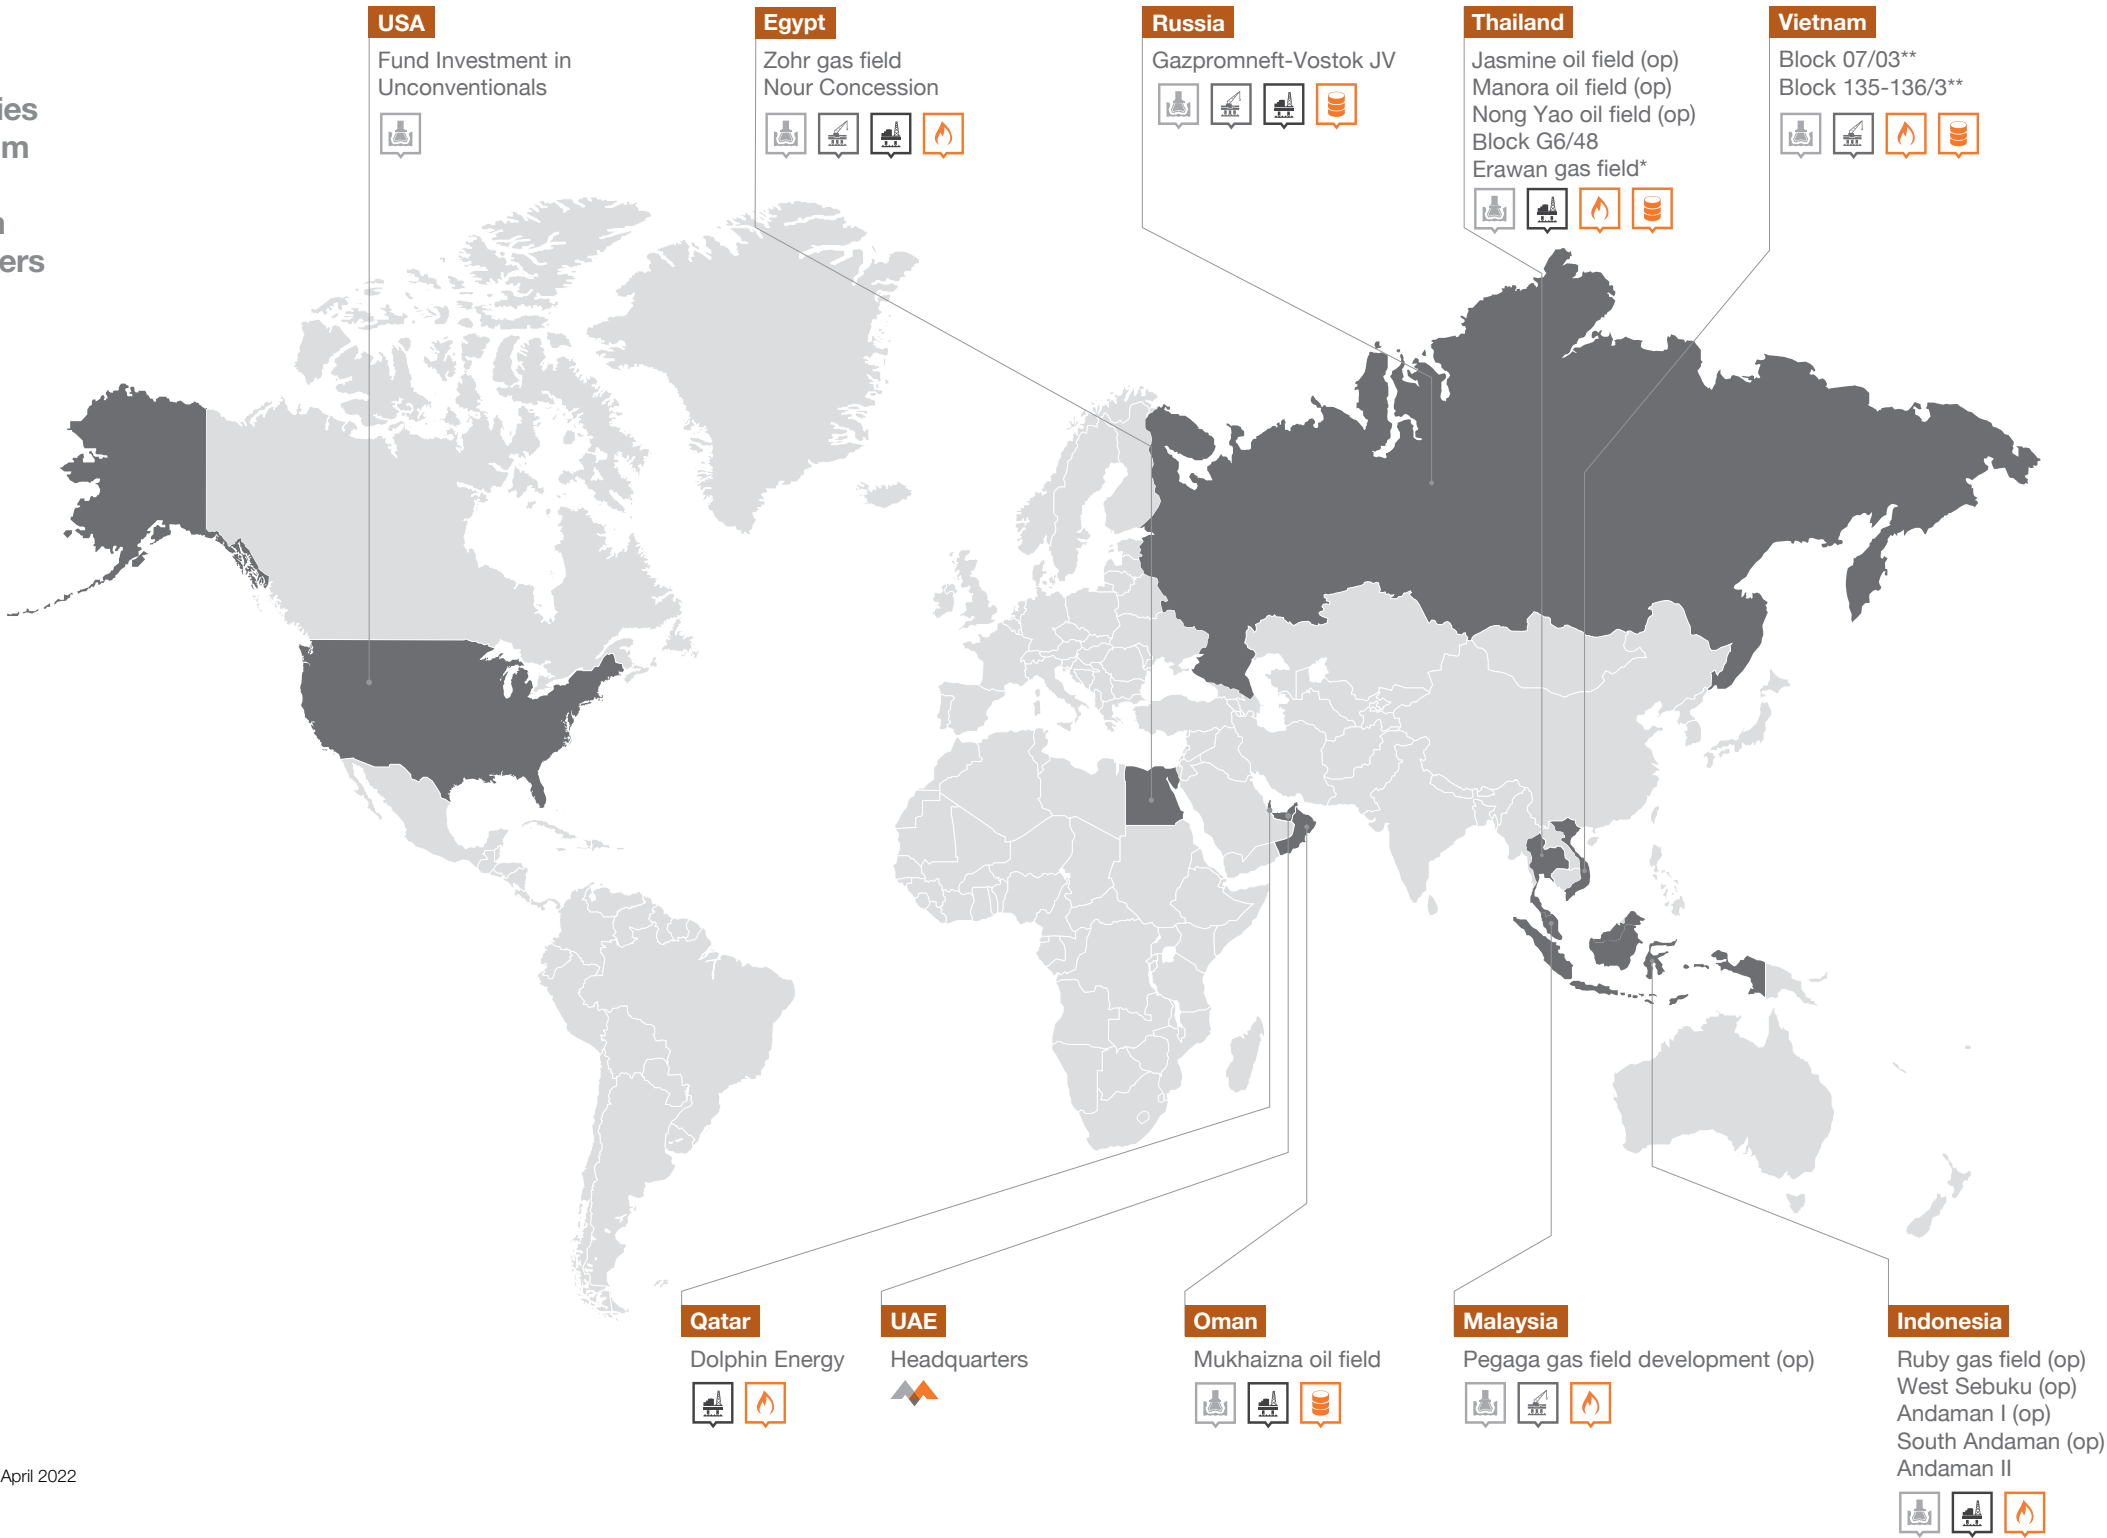 USA
Fund Investment in
Unconventionals
Egypt
Zohr gas field
Nour Concession
Russia
Gazpromneft-Vostok JV
Thailand
Jasmine oil field (op)
Manora oil field (op)
Nong Yao oil field (op)
Block G6/48
Erawan gas field*
Vietnam
Block 07/03**
Block 135-136/3**
ies
m
ers
Qatar
Dolphin Energy
UAE
Headquarters
Oman
Mukhaizna oil field
Malaysia
Pegaga gas field development (op)
Indonesia
Ruby gas field (op)
West Sebuku (op)
Andaman I (op)
South Andaman (op)
Andaman II
April 2022